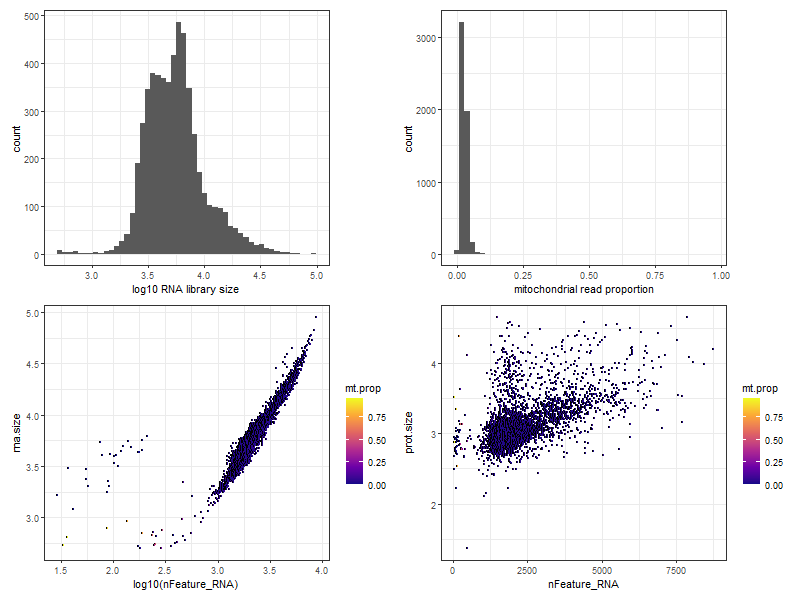 500
400
300
200
100
0
count
3.0 3.5 4.0 4.5 5.0
log10 RNA library size
3000
2000
1000
0
count
0.00 0.25 0.50 0.75 1.00
mitochondrial read proportion
5.0
4.5
4.0
3.5
3.0
rna.size
1.5 2.0 2.5 3.0 3.5 4.0
log10(nFeature_RNA)
mt.prop
0.75
0.50
0.25
0.00
4
3
2
prot.size
0 2500 5000 7500
nFeature_RNA
mt.prop
0.75
0.50
0.25
0.00